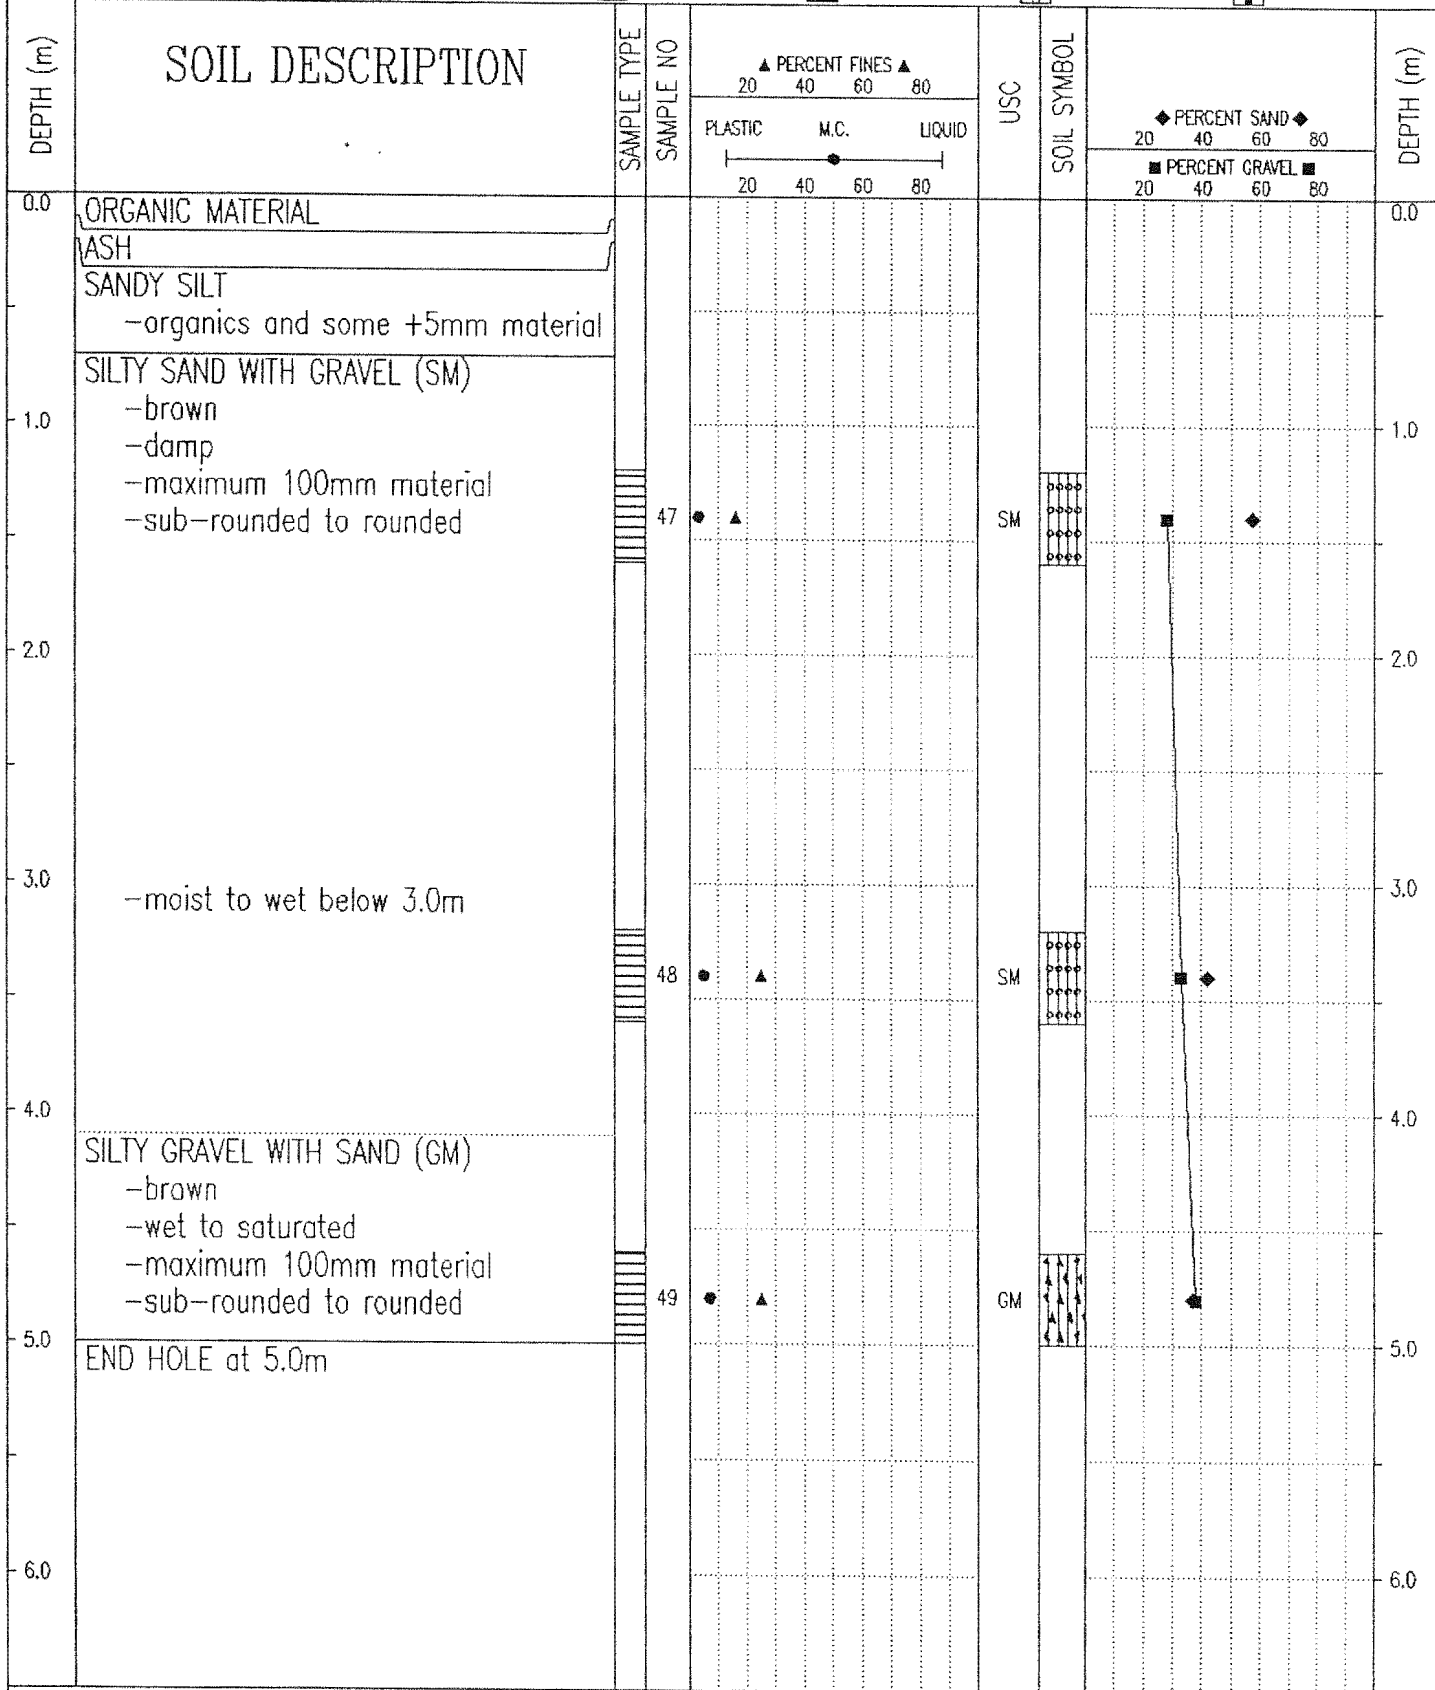 DEPTH (m)
SOIL DESCRIPTION
SAMPLE TYPE
SAMPLE NO
▲ PERCENT FINES ▲
20 40 60 80
PLASTIC M.C. LIQUID
20 40 60 80
USC
SOIL SYMBOL
◆ PERCENT SAND ◆
20 40 60 80
■ PERCENT GRAVEL ■
20 40 60 80
DEPTH (m)
0.0 ORGANIC MATERIAL 0.0
ASH
SANDY SILT
-organics and some +5mm material
SILTY SAND WITH GRAVEL (SM)
-brown
1.0 1.0
-damp
-maximum 100mm material
-sub-rounded to rounded
47 SM
2.0 2.0
3.0 3.0
-moist to wet below 3.0m
48 SM
4.0 4.0
SILTY GRAVEL WITH SAND (GM)
-brown
-wet to saturated
-maximum 100mm material
-sub-rounded to rounded
49 GM
5.0 5.0
END HOLE at 5.0m
6.0 6.0